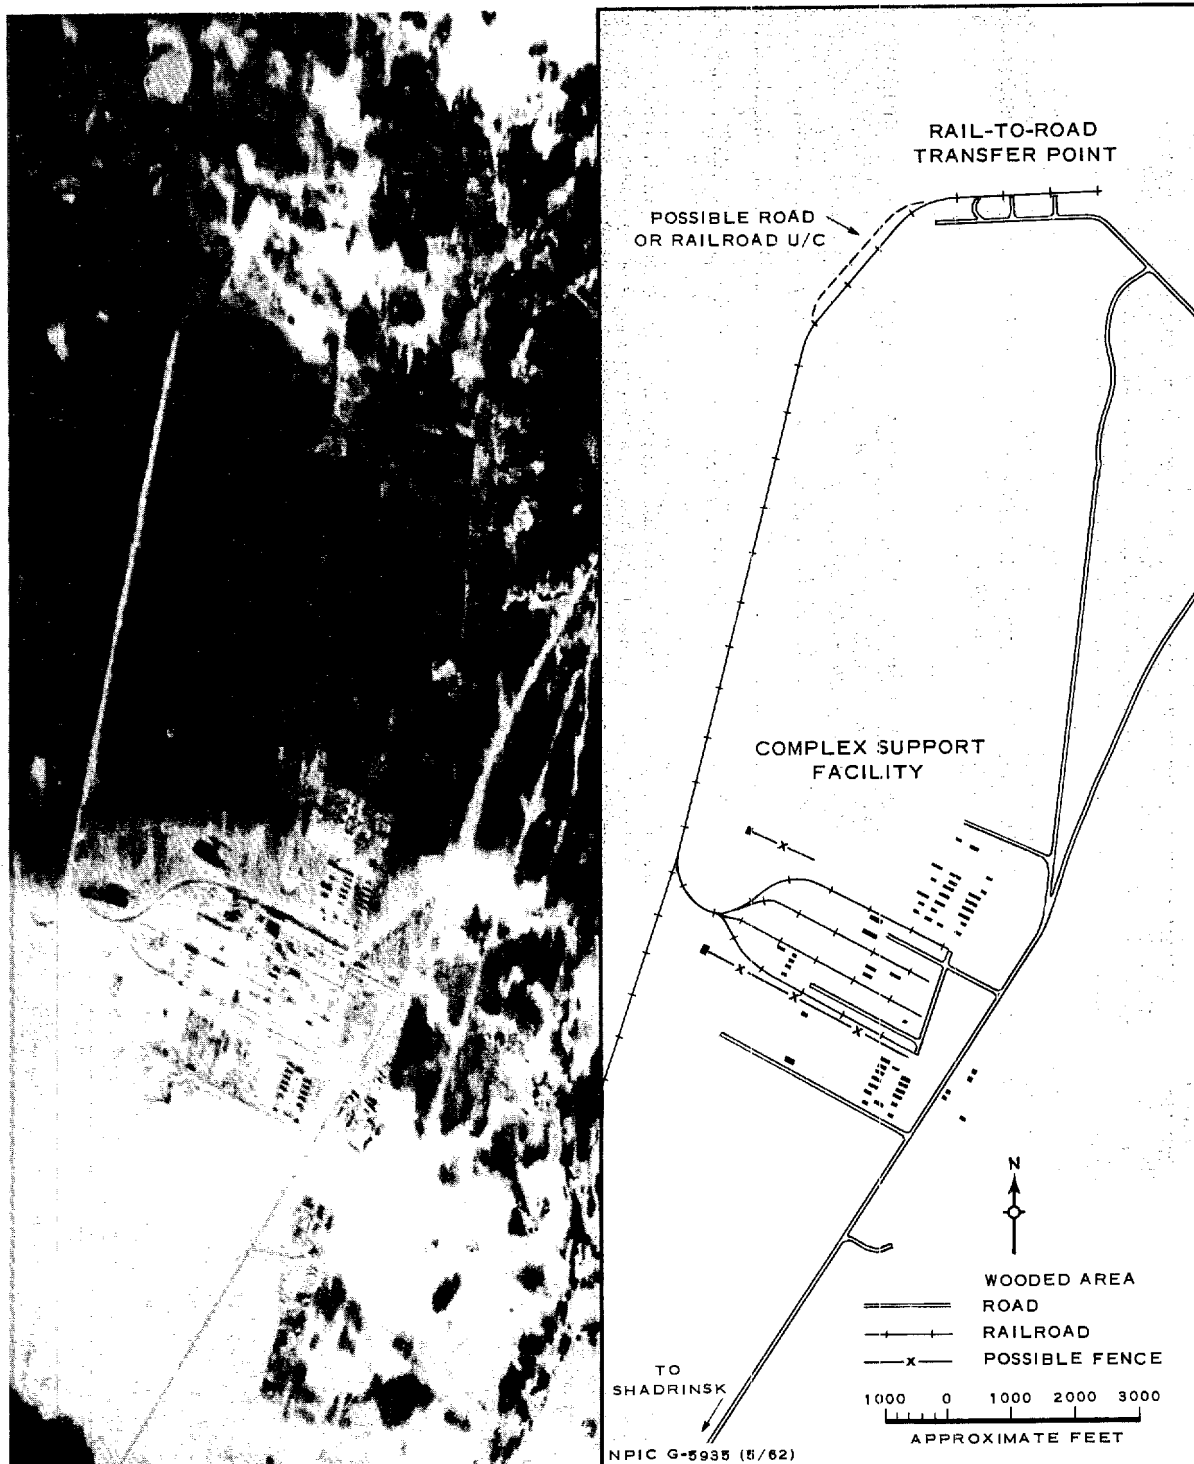 RAIL-TO-ROAD
TRANSFER POINT
POSSIBLE ROAD
OR RAILROAD U/C
COMPLEX SUPPORT
FACILITY
N
WOODED AREA
ROAD
RAILROAD
x POSSIBLE FENCE
TO
SHADRINSK
1000 0 1000 2000 3000
APPROXIMATE FEET
NPIC G-5935 (5/62)